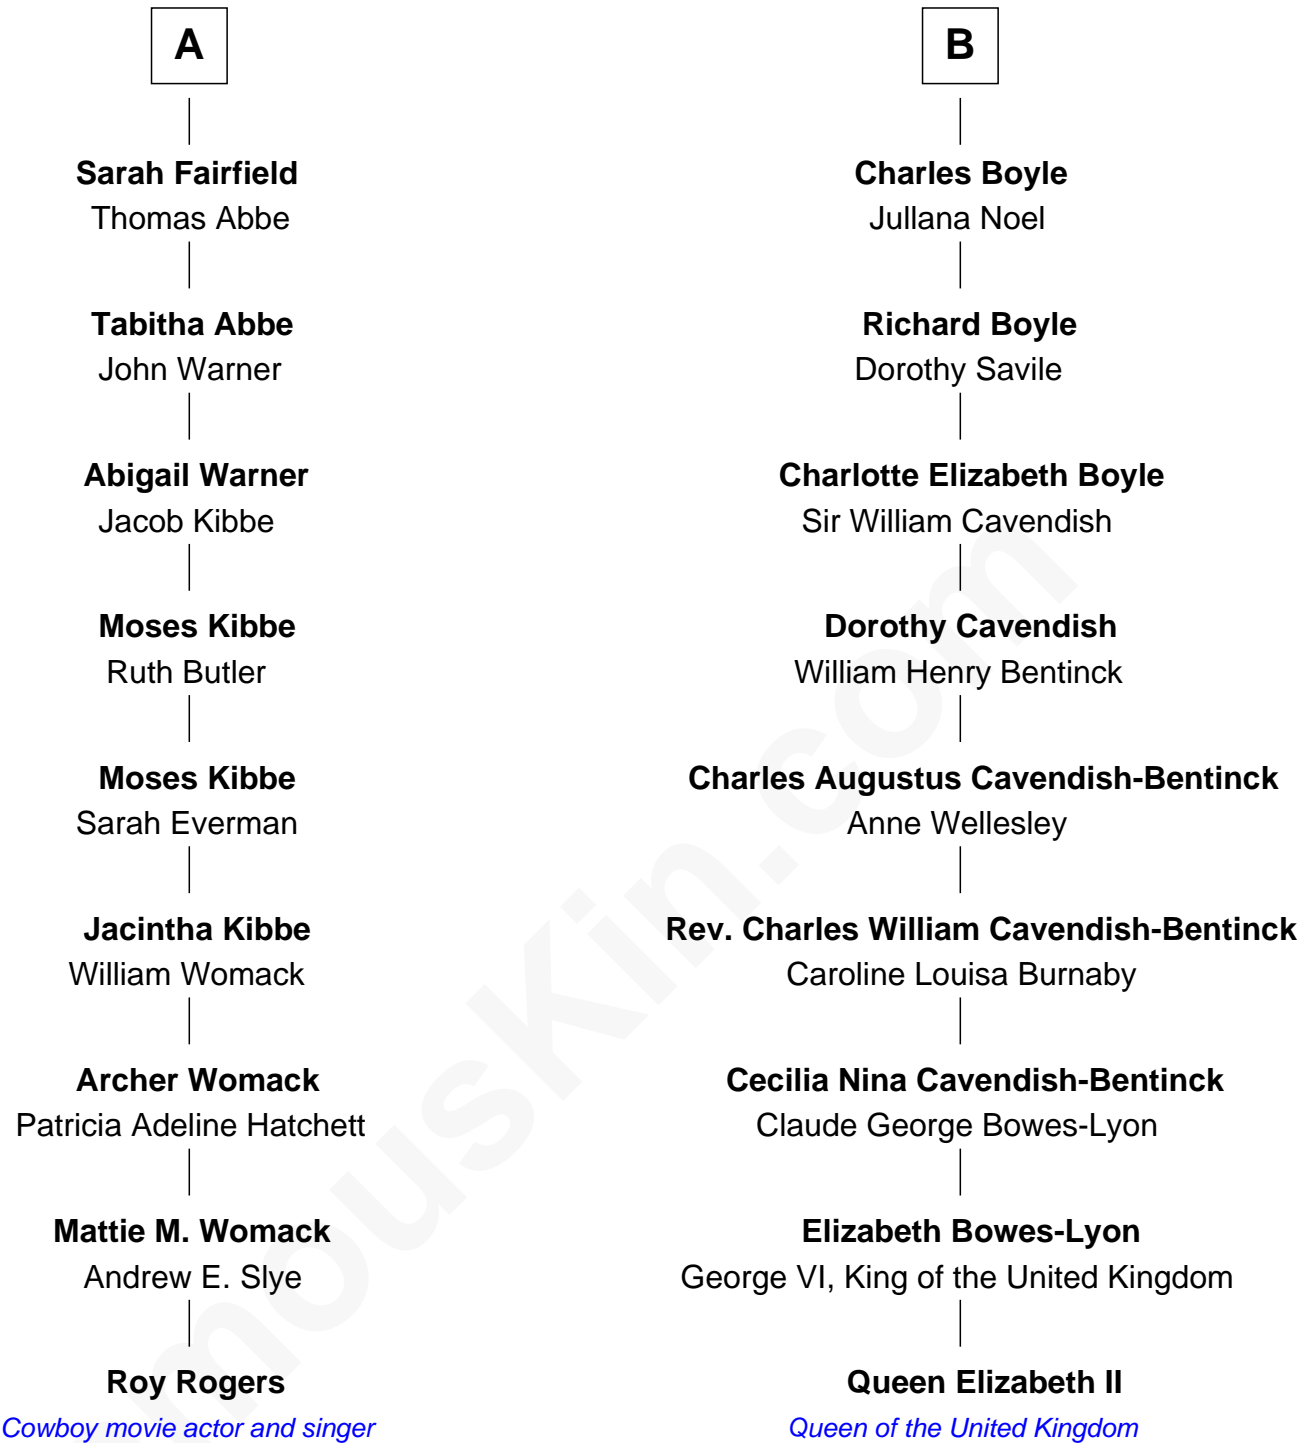 A
B
Sarah Fairfield
Thomas Abbe
Charles Boyle
Jullana Noel
Tabitha Abbe
John Warner
Richard Boyle
Dorothy Savile
Abigail Warner
Jacob Kibbe
Charlotte Elizabeth Boyle
Sir William Cavendish
Moses Kibbe
Ruth Butler
Dorothy Cavendish
William Henry Bentinck
Moses Kibbe
Sarah Everman
Charles Augustus Cavendish-Bentinck
Anne Wellesley
Jacintha Kibbe
William Womack
Rev. Charles William Cavendish-Bentinck
Caroline Louisa Burnaby
Archer Womack
Patricia Adeline Hatchett
Cecilia Nina Cavendish-Bentinck
Claude George Bowes-Lyon
Mattie M. Womack
Andrew E. Slye
Elizabeth Bowes-Lyon
George VI, King of the United Kingdom
Roy Rogers
Cowboy movie actor and singer
Queen Elizabeth II
Queen of the United Kingdom
mousKin.com